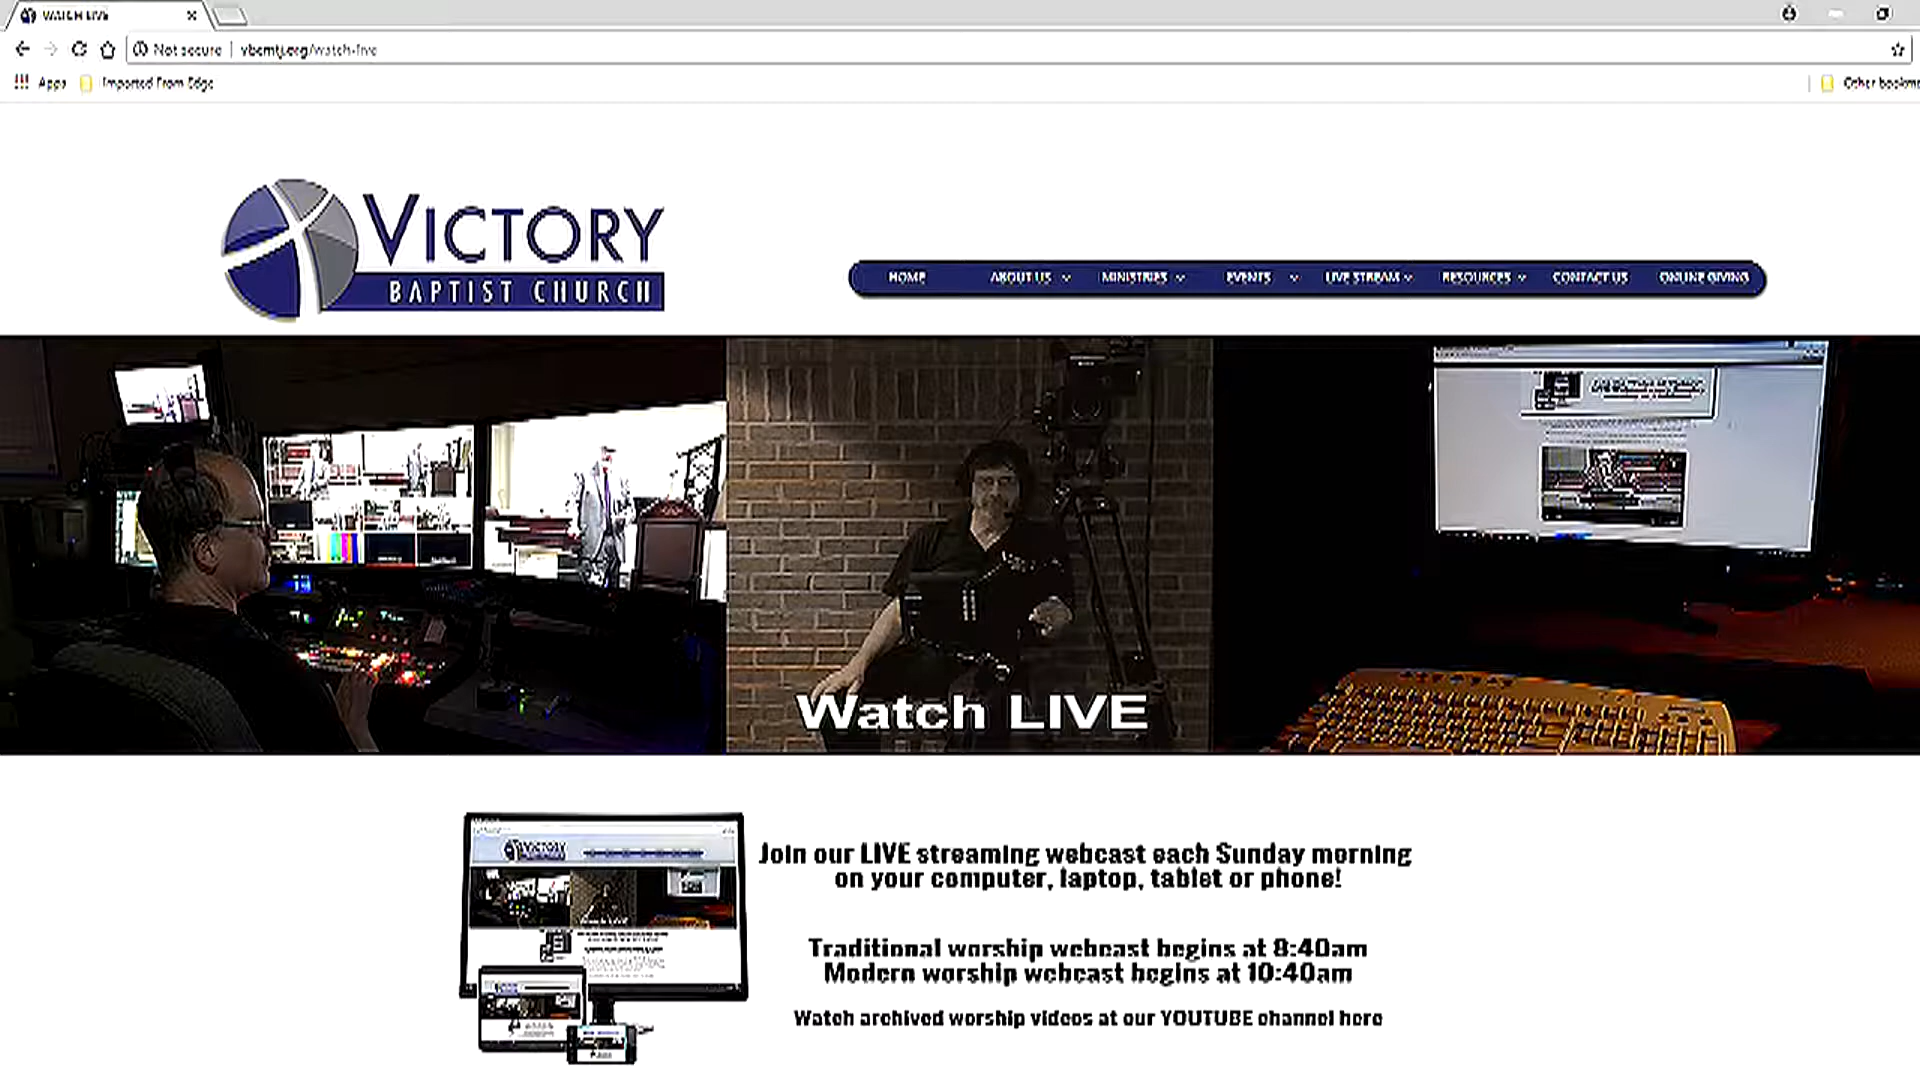 WATCH LIVE
Not secure | vbcmtj.org/watch-live
Apps Imported From Edge
VICTORY
BAPTIST CHURCH
HOME ABOUT US MINISTRIES EVENTS LIVE STREAM RESOURCES CONTACT US ONLINE GIVING
Watch LIVE
VICTORY
Join our LIVE streaming webcast each Sunday morning
on your computer, laptop, tablet or phone!
Traditional worship webcast begins at 8:40am
Modern worship webcast begins at 10:40am
Watch archived worship videos at our YOUTUBE channel here